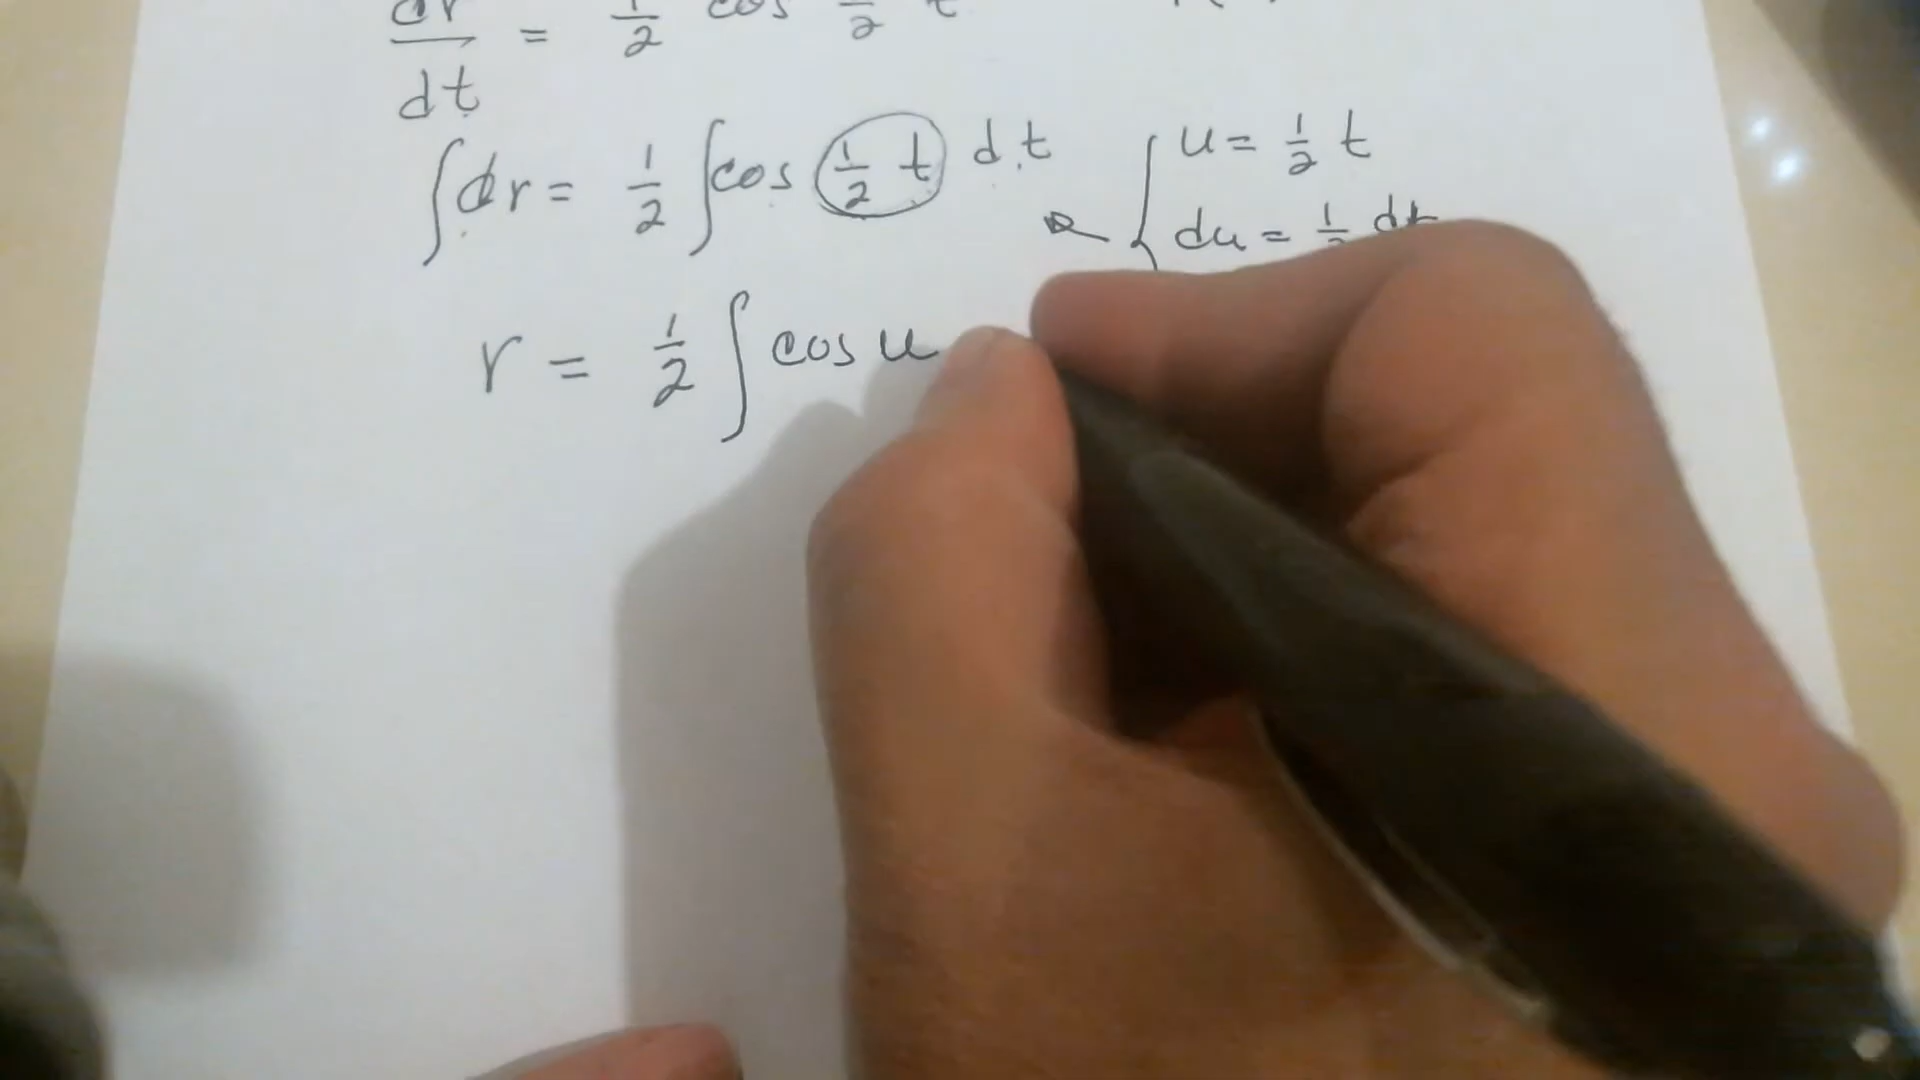 dr/dt = 1/2 cos 1/2 t
∫dr = 1/2 ∫cos 1/2 t dt
u = 1/2 t
du = 1/2 dt
r = 1/2 ∫ cos u